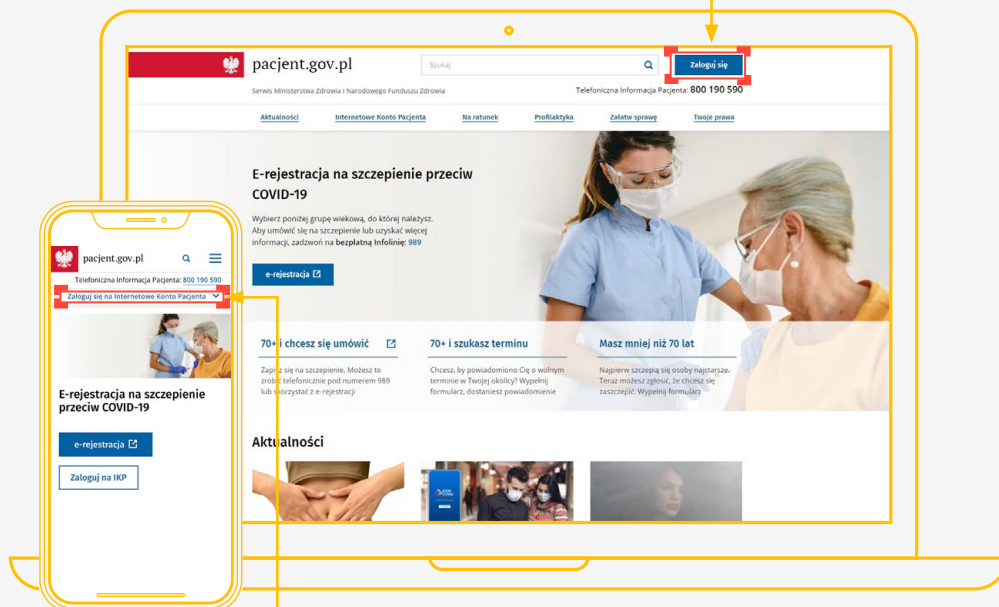 pacjent.gov.pl
Szukaj
Zaloguj się
Serwis Ministerstwa Zdrowia i Narodowego Funduszu Zdrowia
Telefoniczna Informacja Pacjenta: 800 190 590
Aktualności
Internetowe Konto Pacjenta
Na ratunek
Profilaktyka
Załatw sprawę
Twoje prawa
E-rejestracja na szczepienie przeciw
COVID-19
Wybierz poniżej grupę wiekową, do której należysz.
Aby umówić się na szczepienie lub uzyskać więcej
informacji, zadzwoń na bezpłatną Infolinię: 989
e-rejestracja
70+ i chcesz się umówić
Zapisz się na szczepienie. Możesz to
zrobić telefonicznie pod numerem 989
lub skorzystać z e-rejestracji
70+ i szukasz terminu
Chcesz, by powiadomiono Cię o wolnym
terminie w Twojej okolicy? Wypełnij
formularz, dostaniesz powiadomienie
Masz mniej niż 70 lat
Najpierw szczepią się osoby najstarsze.
Teraz możesz zgłosić, że chcesz się
zaszczepić. Wypełnij formularz
Aktualności
pacjent.gov.pl
Telefoniczna Informacja Pacjenta: 800 190 590
Zaloguj się na Internetowe Konto Pacjenta
E-rejestracja na szczepienie
przeciw COVID-19
e-rejestracja
Zaloguj na IKP